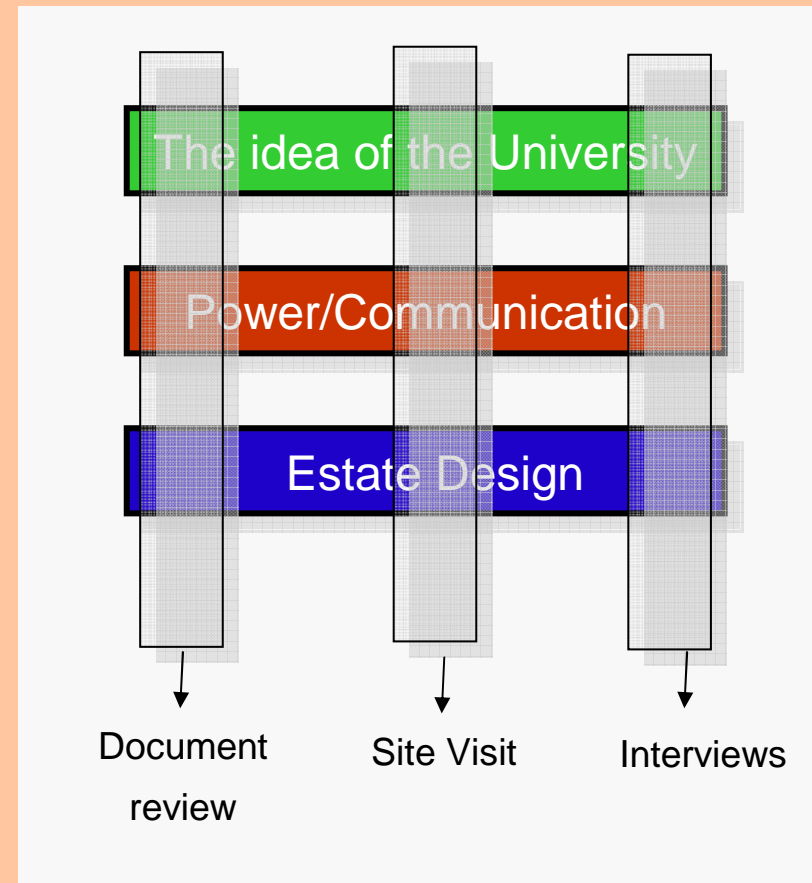 The idea of the University
Power/Communication
Estate Design
Document
review
Site Visit
Interviews